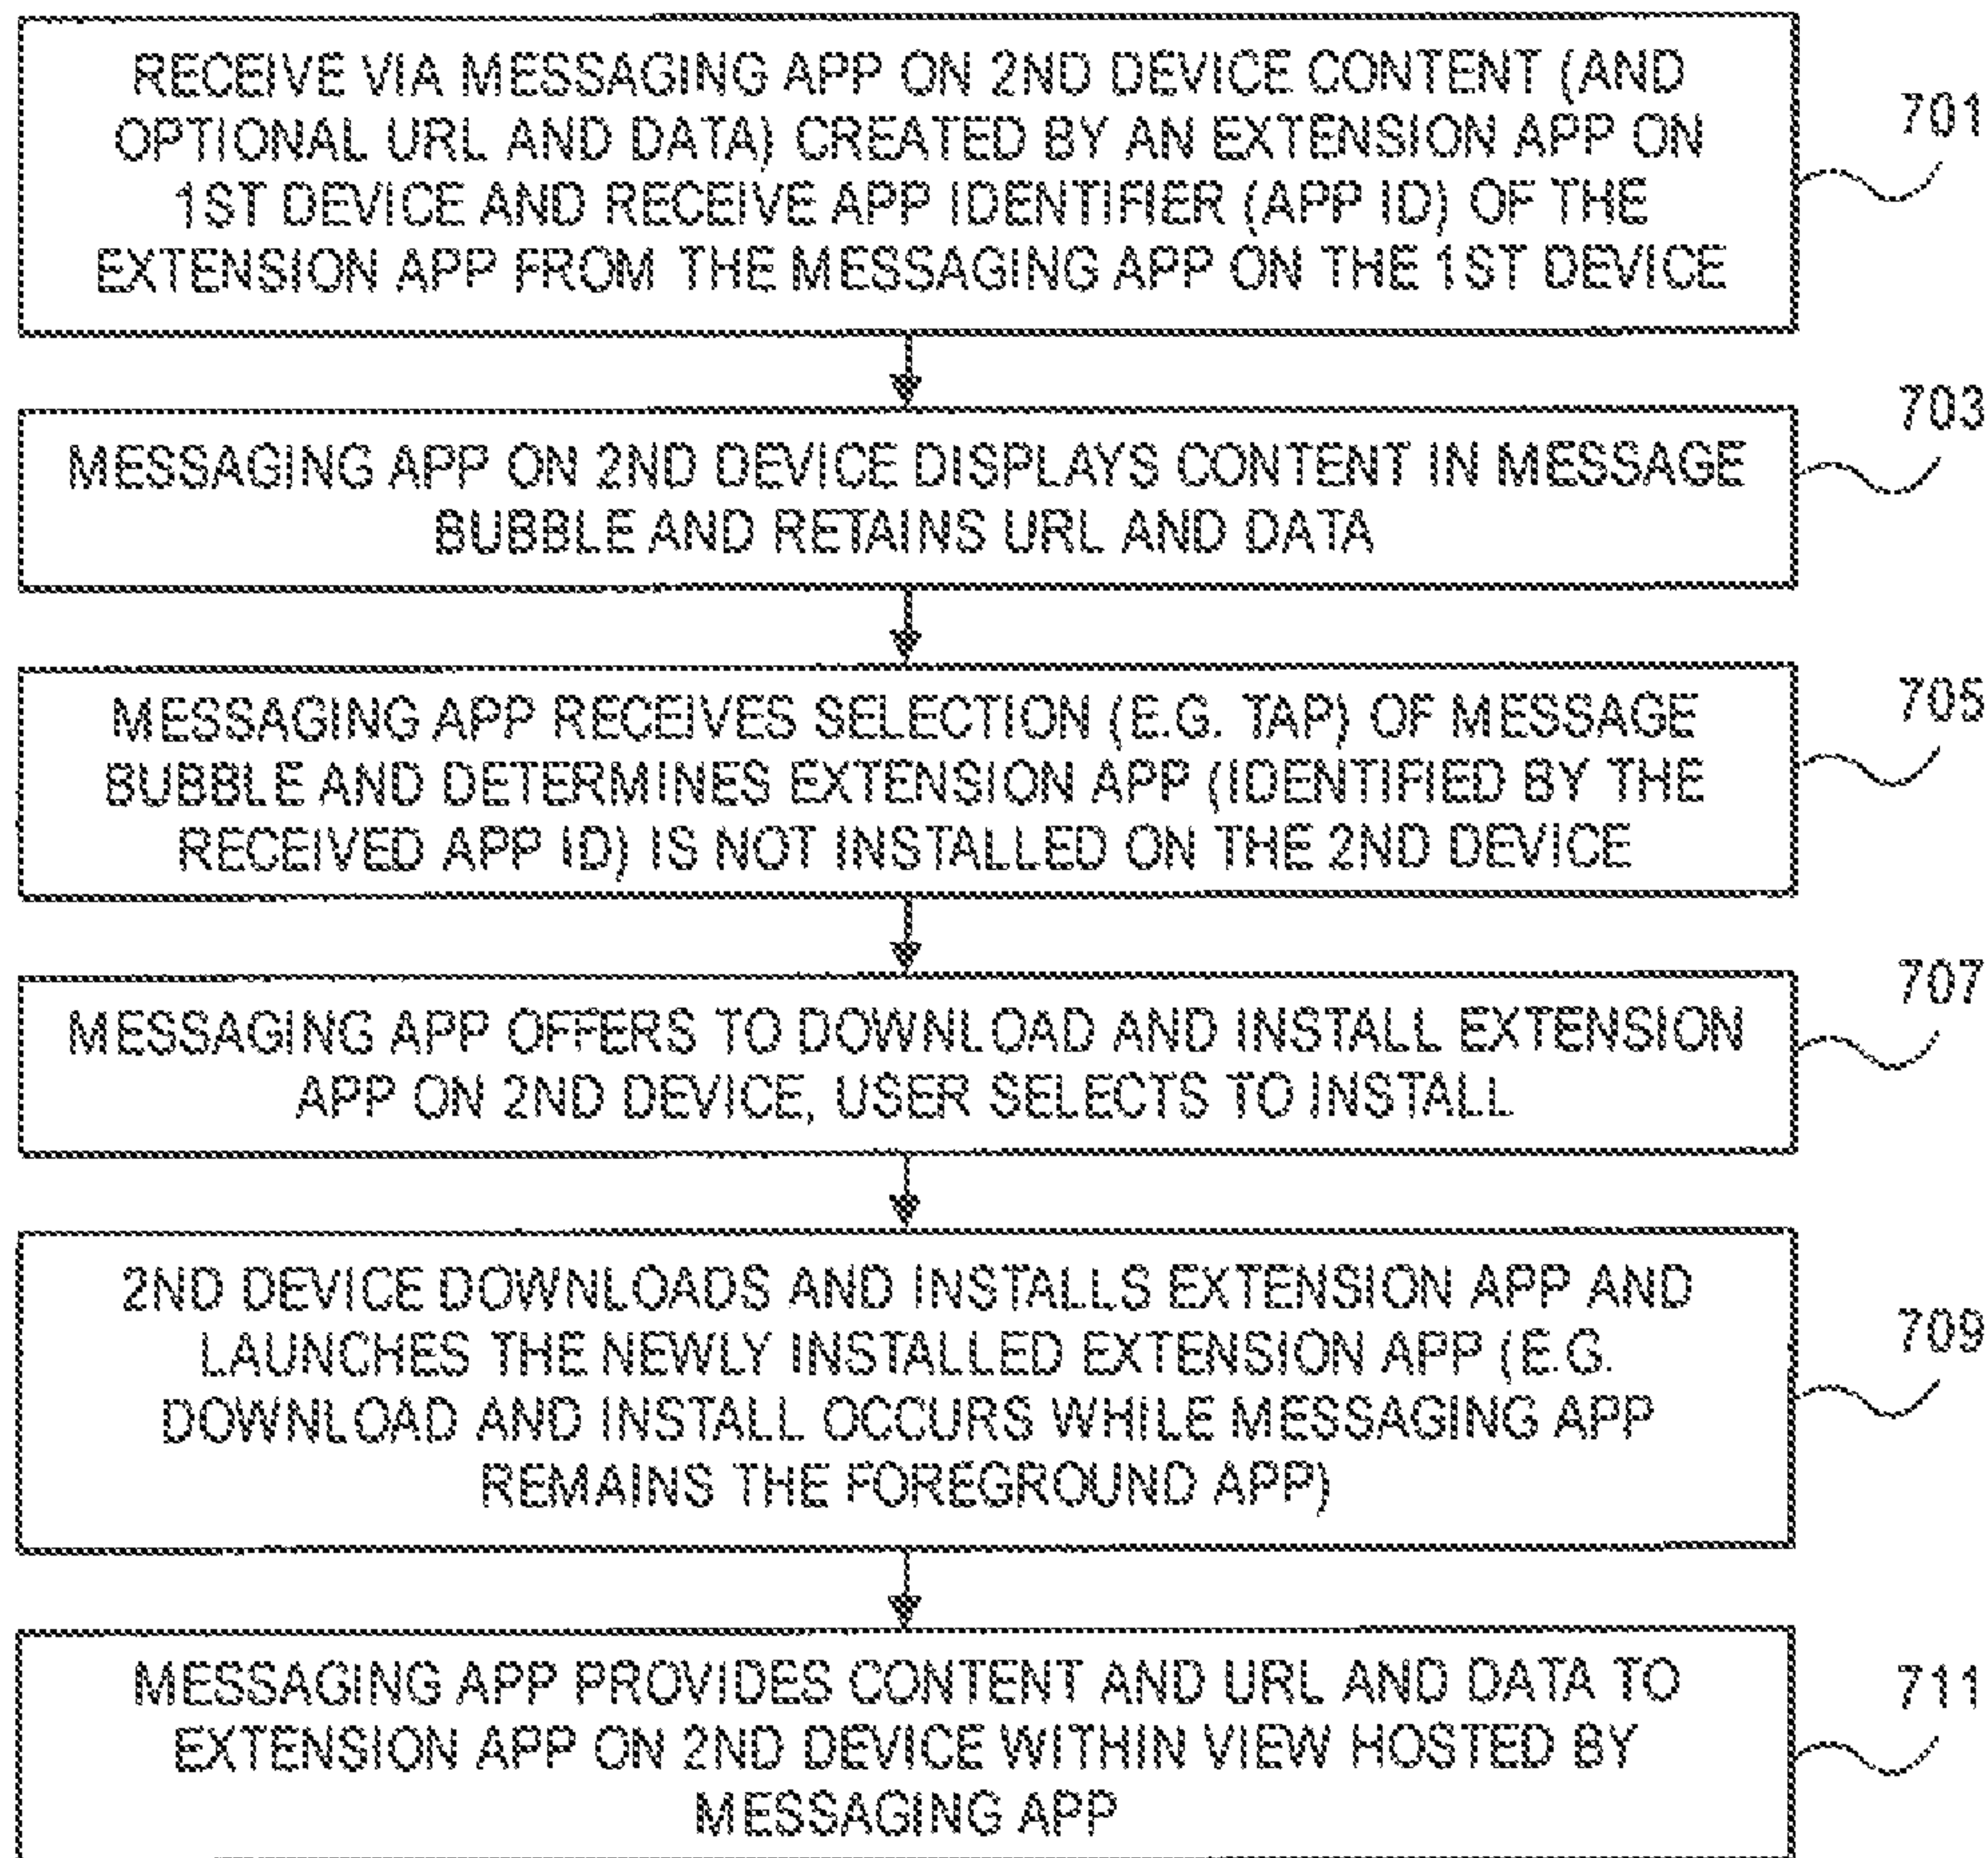 RECEIVE VIA MESSAGING APP ON 2ND DEVICE CONTENT (AND
OPTIONAL URL AND DATA) CREATED BY AN EXTENSION APP ON
1ST DEVICE AND RECEIVE APP IDENTIFIER (APP ID) OF THE
EXTENSION APP FROM THE MESSAGING APP ON THE 1ST DEVICE
701
MESSAGING APP ON 2ND DEVICE DISPLAYS CONTENT IN MESSAGE
BUBBLE AND RETAINS URL AND DATA
703
MESSAGING APP RECEIVES SELECTION (E.G. TAP) OF MESSAGE
BUBBLE AND DETERMINES EXTENSION APP (IDENTIFIED BY THE
RECEIVED APP ID) IS NOT INSTALLED ON THE 2ND DEVICE
705
MESSAGING APP OFFERS TO DOWNLOAD AND INSTALL EXTENSION
APP ON 2ND DEVICE, USER SELECTS TO INSTALL
707
2ND DEVICE DOWNLOADS AND INSTALLS EXTENSION APP AND
LAUNCHES THE NEWLY INSTALLED EXTENSION APP (E.G.
DOWNLOAD AND INSTALL OCCURS WHILE MESSAGING APP
REMAINS THE FOREGROUND APP)
709
MESSAGING APP PROVIDES CONTENT AND URL AND DATA TO
EXTENSION APP ON 2ND DEVICE WITHIN VIEW HOSTED BY
MESSAGING APP
711